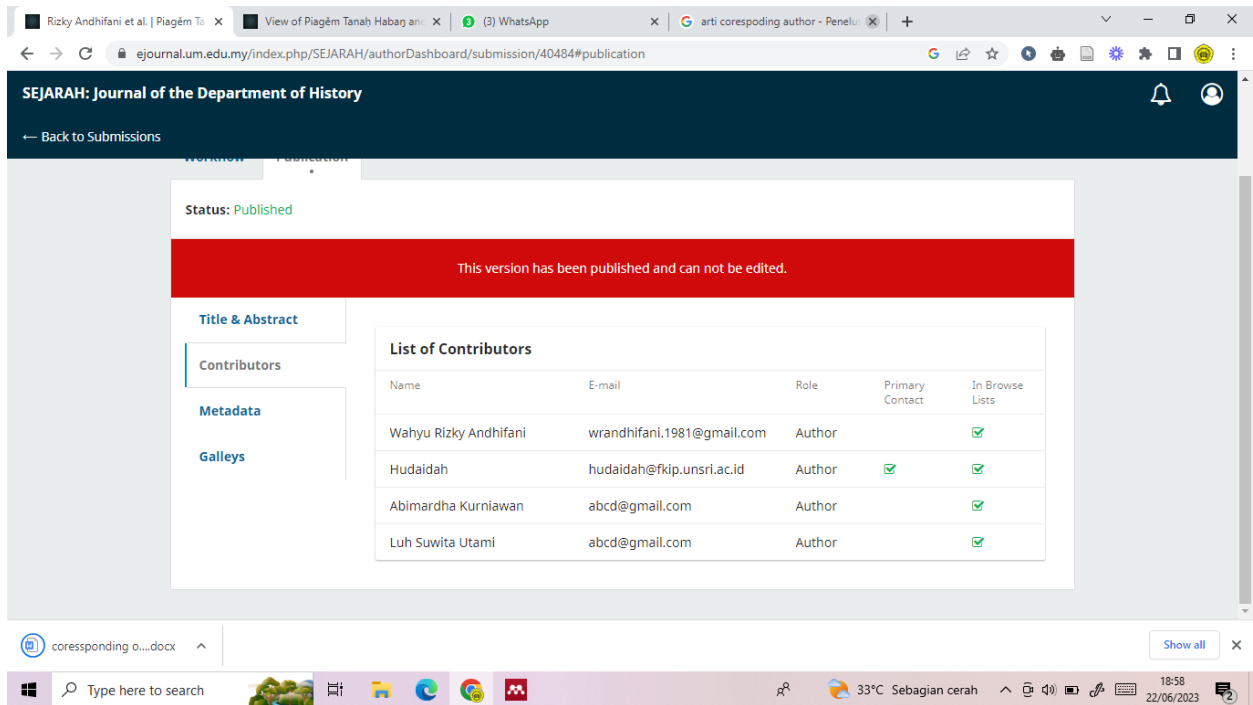 Rizky Andhifani et al. | Piagêm Ta
View of Piagêm Tanah Habaŋ and
(3) WhatsApp
arti corespoding author - Penelu
ejournal.um.edu.my/index.php/SEJARAH/authorDashboard/submission/40484#publication
SEJARAH: Journal of the Department of History
← Back to Submissions
Workflow Publication
Status: Published
This version has been published and can not be edited.
Title & Abstract
Contributors
Metadata
Galleys
List of Contributors
Name E-mail Role Primary Contact In Browse Lists
Wahyu Rizky Andhifani wrandhifani.1981@gmail.com Author
Hudaidah hudaidah@fkip.unsri.ac.id Author
Abimardha Kurniawan abcd@gmail.com Author
Luh Suwita Utami abcd@gmail.com Author
coressponding o....docx
Show all
Type here to search
33°C Sebagian cerah
18:58
22/06/2023
2